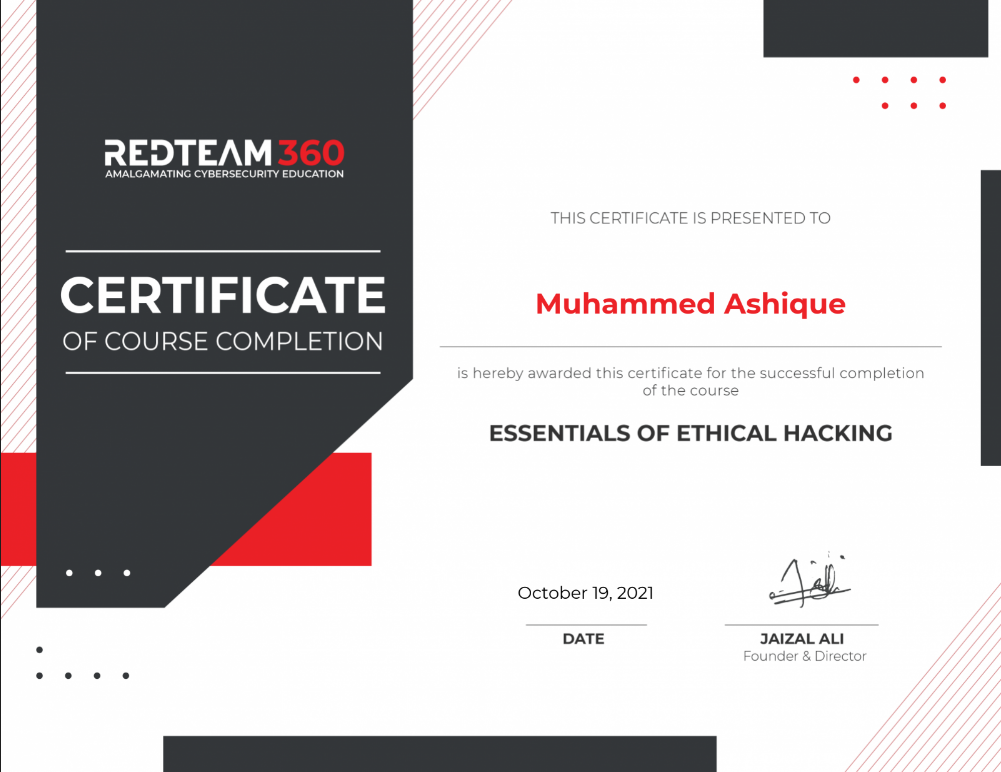 REDTEAM 360
AMALGAMATING CYBERSECURITY EDUCATION
CERTIFICATE
OF COURSE COMPLETION
THIS CERTIFICATE IS PRESENTED TO
Muhammed Ashique
is hereby awarded this certificate for the successful completion
of the course
ESSENTIALS OF ETHICAL HACKING
October 19, 2021
DATE
JAIZAL ALI
Founder & Director